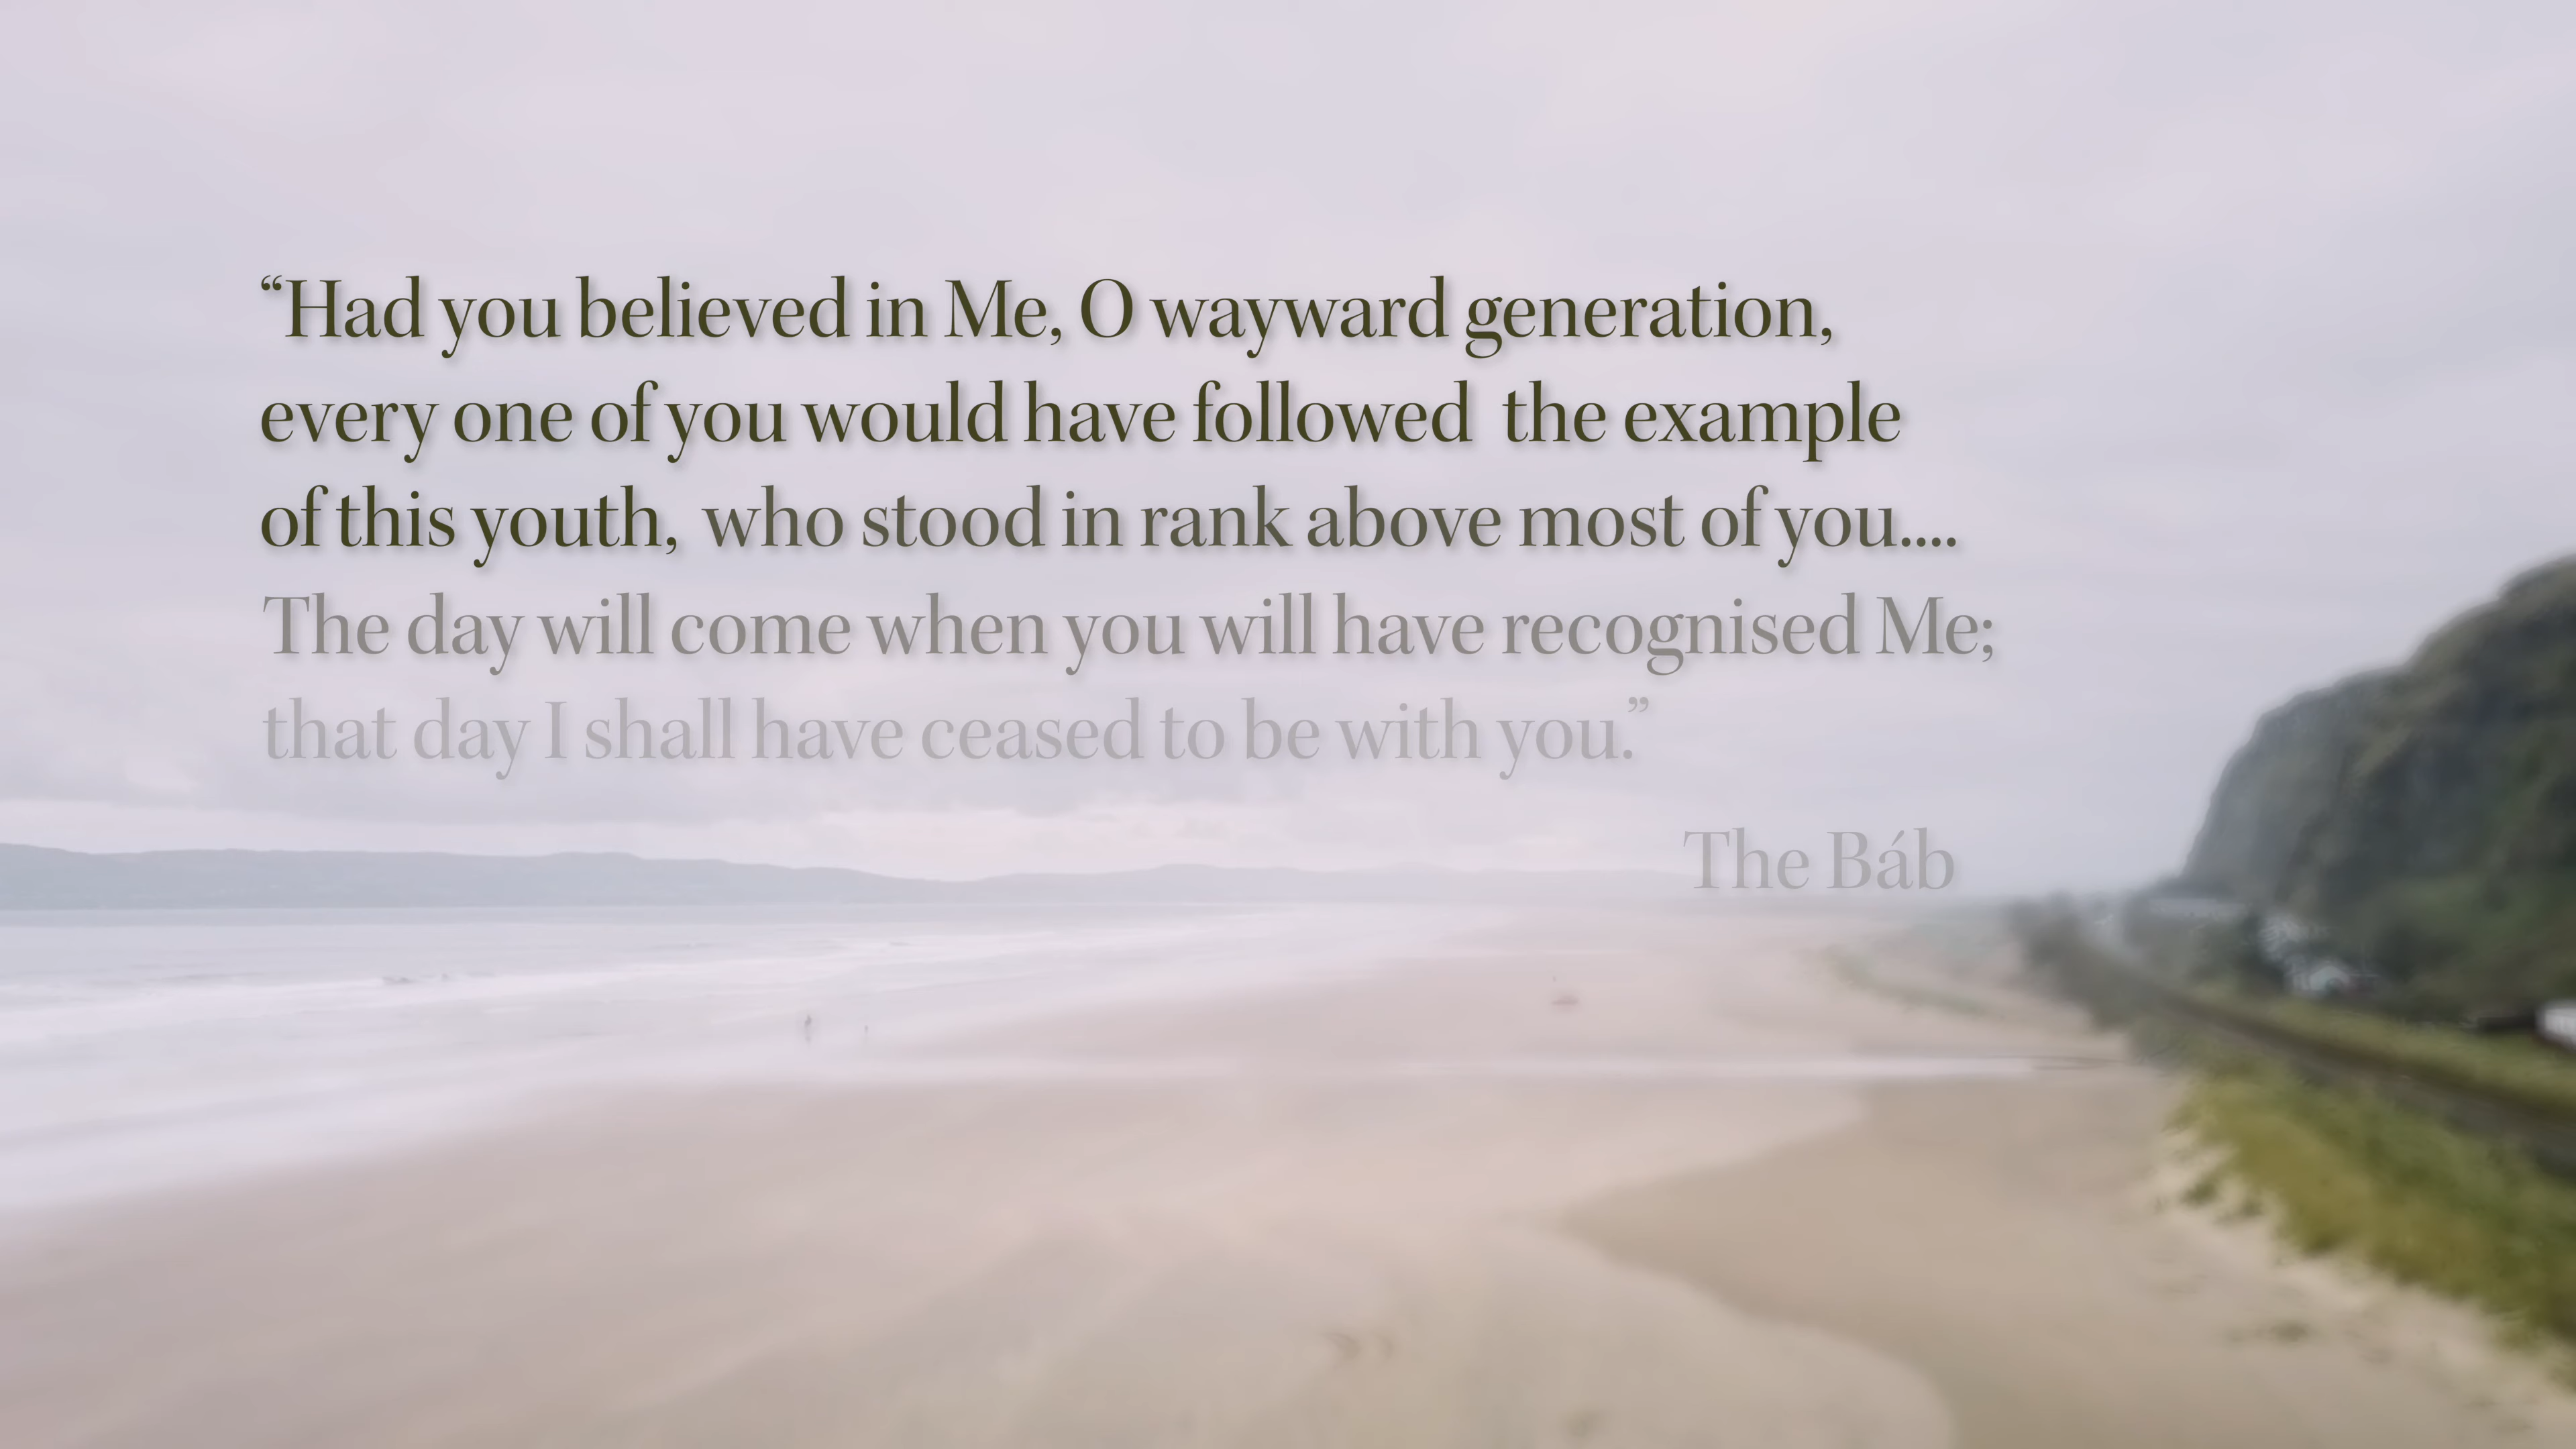 “Had you believed in Me, O wayward generation,
every one of you would have followed the example
of this youth, who stood in rank above most of you....
The day will come when you will have recognised Me;
that day I shall have ceased to be with you.”
The Báb